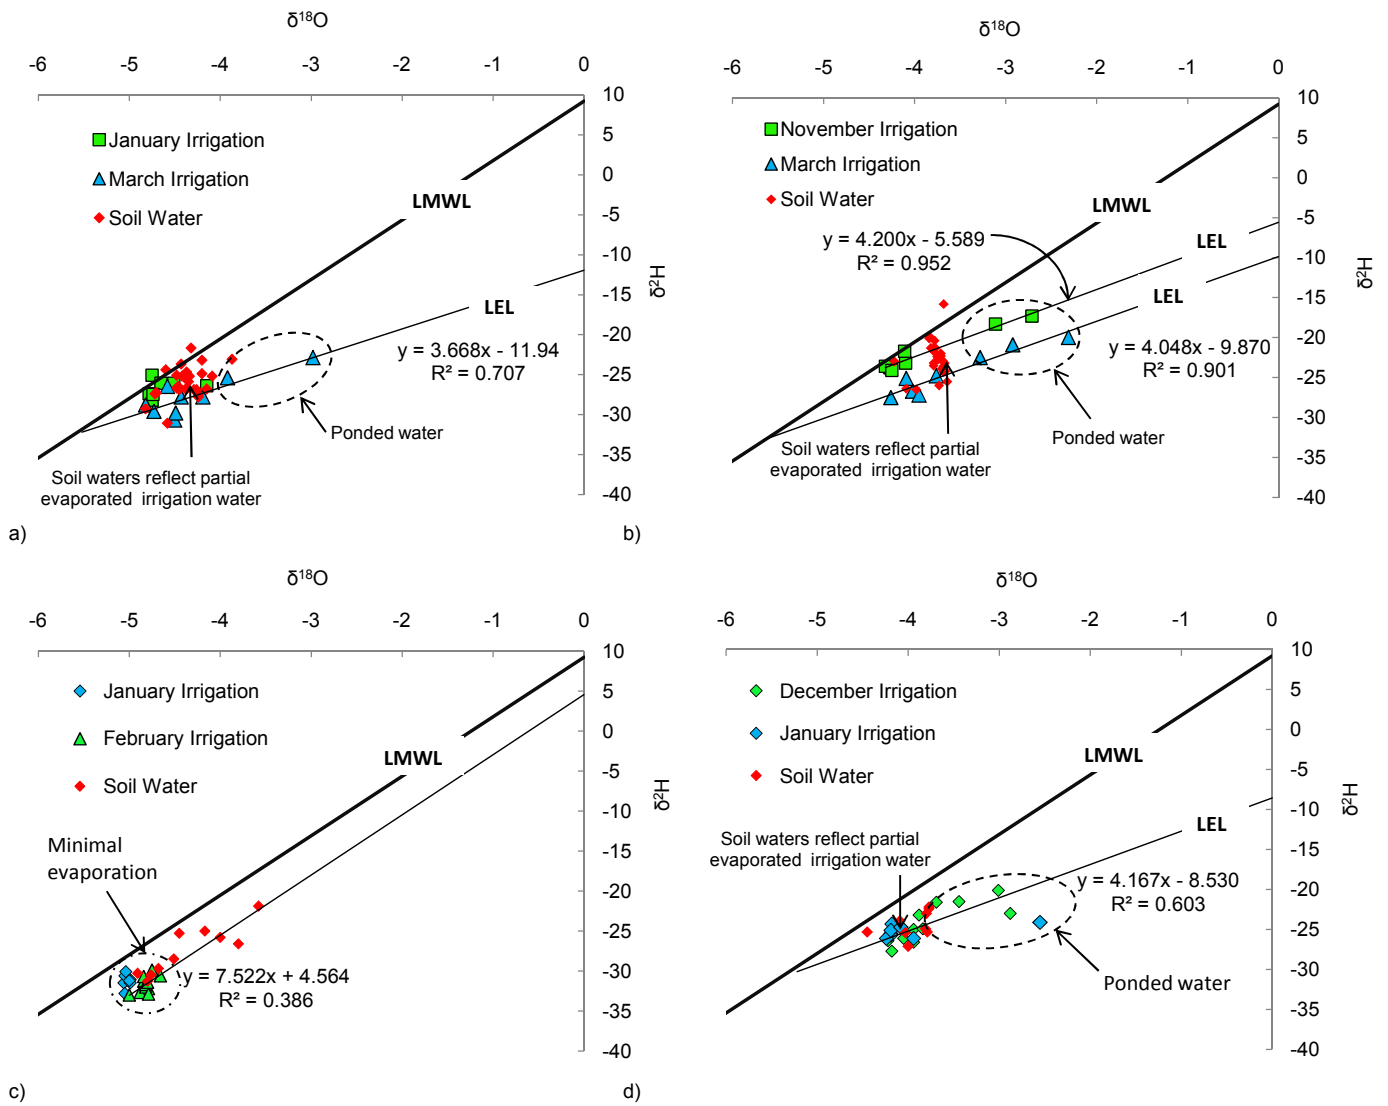 δ¹⁸O
-6 -5 -4 -3 -2 -1 0
10
5
0
-5
-10
-15
-20
-25
-30
-35
-40
δ²H
January Irrigation
March Irrigation
Soil Water
LMWL
LEL
y = 3.668x - 11.94
R² = 0.707
Ponded water
Soil waters reflect partial
evaporated irrigation water
a)
δ¹⁸O
-6 -5 -4 -3 -2 -1 0
10
5
0
-5
-10
-15
-20
-25
-30
-35
-40
δ²H
November Irrigation
March Irrigation
Soil Water
LMWL
y = 4.200x - 5.589
R² = 0.952
LEL
LEL
y = 4.048x - 9.870
R² = 0.901
Ponded water
Soil waters reflect partial
evaporated irrigation water
b)
δ¹⁸O
-6 -5 -4 -3 -2 -1 0
10
5
0
-5
-10
-15
-20
-25
-30
-35
-40
δ²H
January Irrigation
February Irrigation
Soil Water
LMWL
Minimal
evaporation
y = 7.522x + 4.564
R² = 0.386
c)
δ¹⁸O
-6 -5 -4 -3 -2 -1 0
10
5
0
-5
-10
-15
-20
-25
-30
-35
-40
δ²H
December Irrigation
January Irrigation
Soil Water
LMWL
Soil waters reflect partial
evaporated irrigation water
LEL
y = 4.167x - 8.530
R² = 0.603
Ponded water
d)